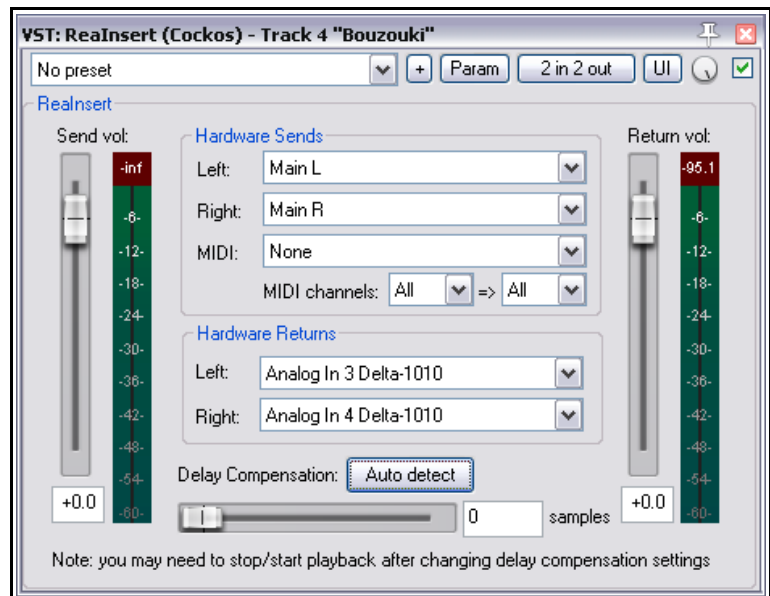 VST: ReaInsert (Cockos) - Track 4 "Bouzouki"
No preset + Param 2 in 2 out UI
ReaInsert
Send vol: Hardware Sends Return vol:
-inf Left: Main L -95.1
-6- Right: Main R -6-
-12- MIDI: None -12-
-18- MIDI channels: All => All -18-
-24- -24-
Hardware Returns
-30- -30-
-36- Left: Analog In 3 Delta-1010 -36-
-42- Right: Analog In 4 Delta-1010 -42-
-48- -48-
-54- Delay Compensation: Auto detect -54-
+0.0 -60- 0 samples +0.0 -60-
Note: you may need to stop/start playback after changing delay compensation settings